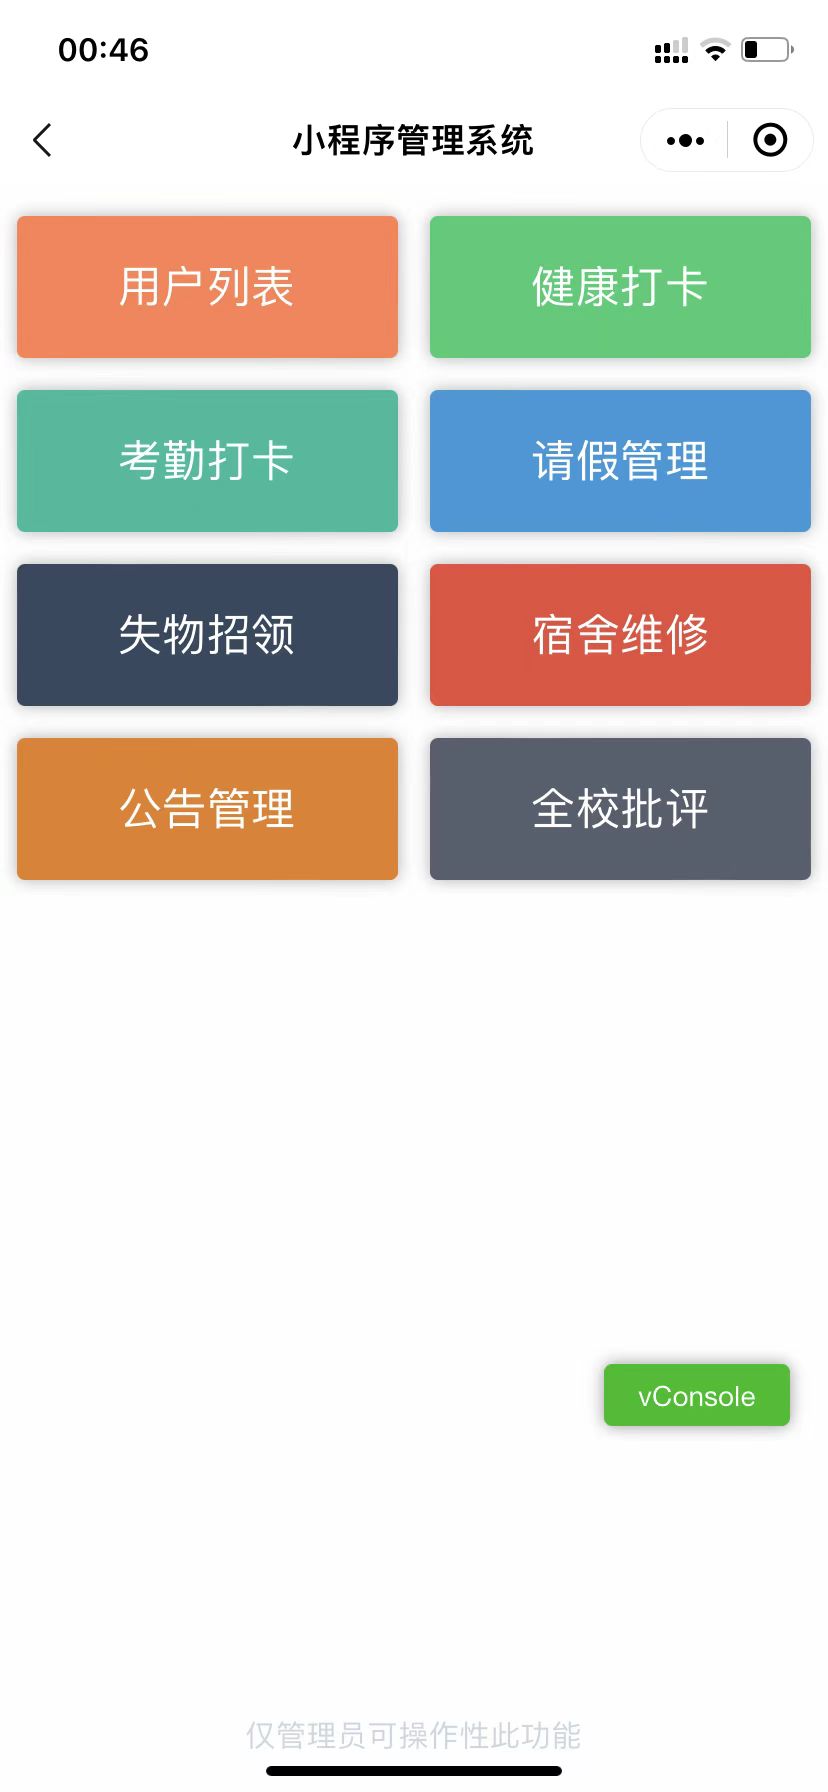 00:46
小程序管理系统
用户列表
健康打卡
考勤打卡
请假管理
失物招领
宿舍维修
公告管理
全校批评
vConsole
仅管理员可操作性此功能